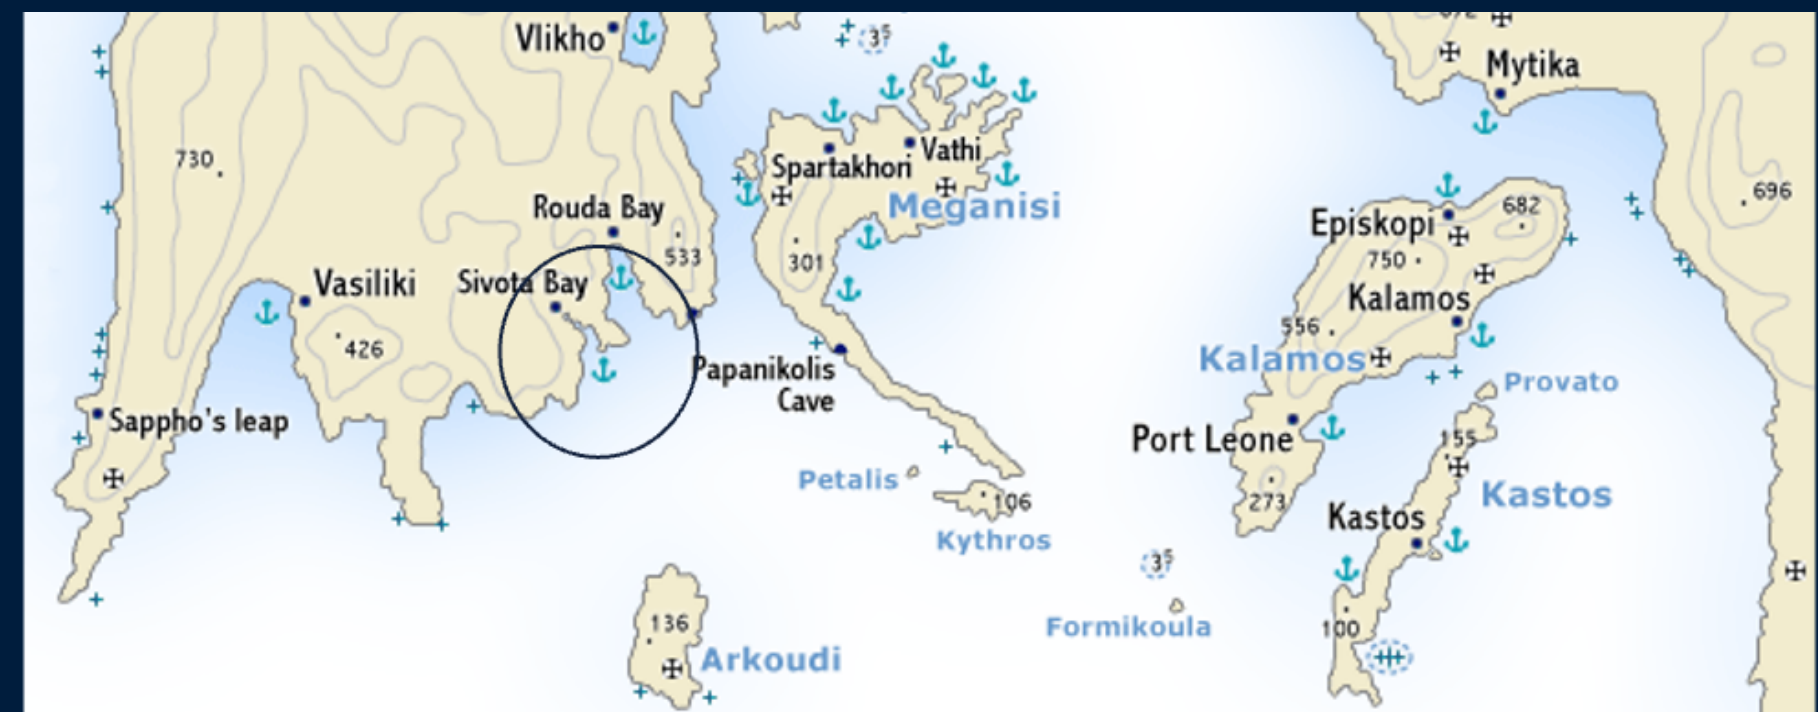 Vlikho
3⁵
Mytika
730
Spartakhori
Vathi
Meganisi
696
Rouda Bay
Episkopi
682
533
301
750
Vasiliki
Sivota Bay
Kalamos
426
556
Kalamos
Papanikolis
Cave
Provato
Sappho's leap
Port Leone
155
Petalis
106
273
Kastos
Kastos
Kythros
3⁵
136
Formikoula
100
Arkoudi